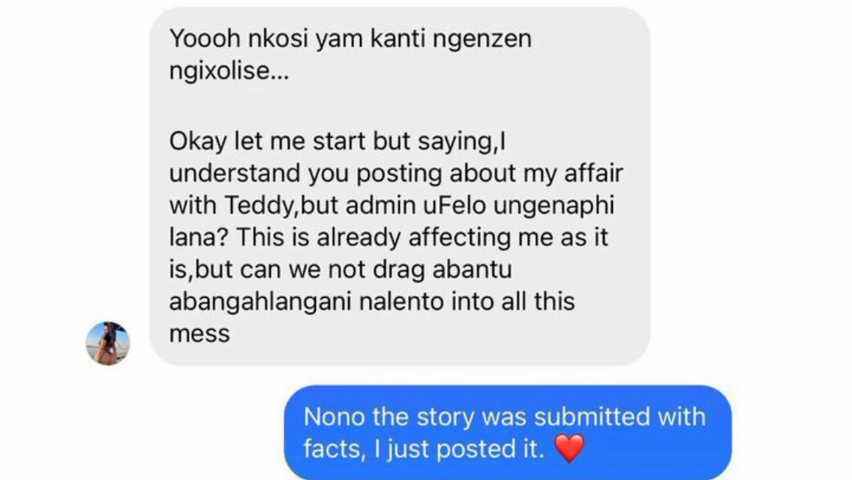 Yoooh nkosi yam kanti ngenzen
ngixolise...
Okay let me start but saying,I
understand you posting about my affair
with Teddy,but admin uFelo ungenaphi
lana? This is already affecting me as it
is,but can we not drag abantu
abangahlangani nalento into all this
mess
Nono the story was submitted with
facts, I just posted it. ❤️